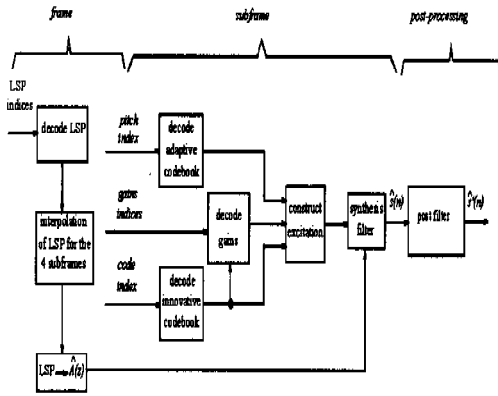 frame
subframe
post-processing
LSP
indices
decode LSP
pitch
index
decode
adaptive
codebook
gains
indices
decode
gains
interpolation
of LSP for the
4 subframes
construct
excitation
synthesis
filter
ŝ(n)
post filter
ŝ'(n)
code
index
decode
innovative
codebook
LSP → Â(z)